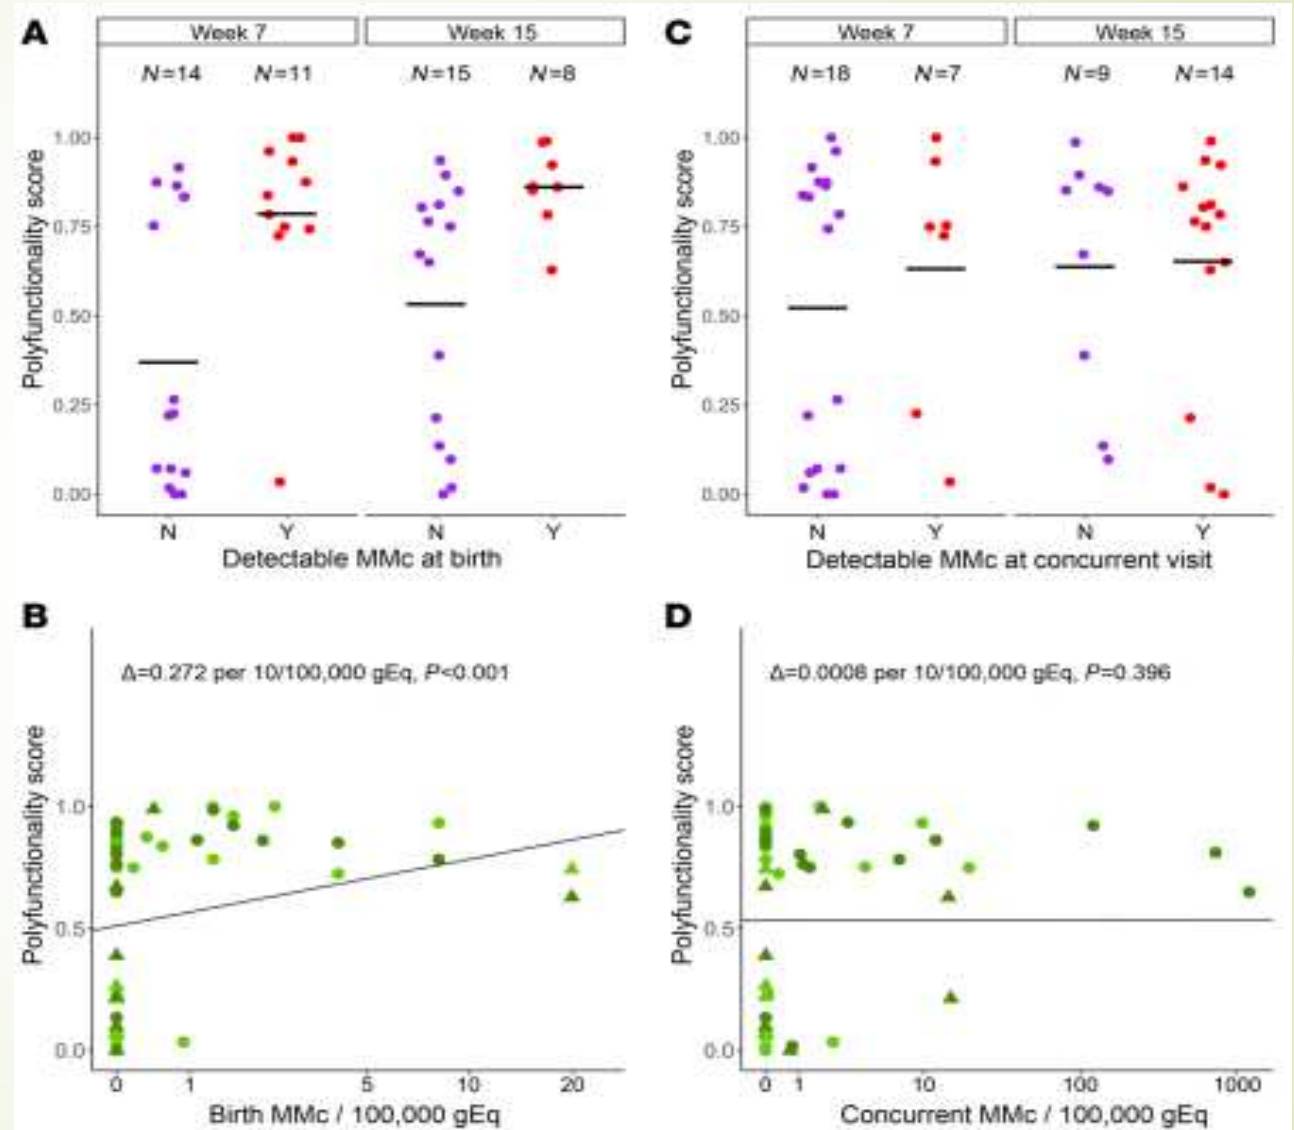 A
Week 7
Week 15
N=14
N=11
N=15
N=8
Polyfunctionality score
1.00
0.75
0.50
0.25
0.00
N
Y
N
Y
Detectable MMc at birth
C
Week 7
Week 15
N=18
N=7
N=9
N=14
Polyfunctionality score
1.00
0.75
0.50
0.25
0.00
N
Y
N
Y
Detectable MMc at concurrent visit
B
Δ=0.272 per 10/100,000 gEq, P<0.001
Polyfunctionality score
1.0
0.5
0.0
0
1
5
10
20
Birth MMc / 100,000 gEq
D
Δ=0.0008 per 10/100,000 gEq, P=0.396
Polyfunctionality score
1.0
0.5
0.0
0
1
10
100
1000
Concurrent MMc / 100,000 gEq